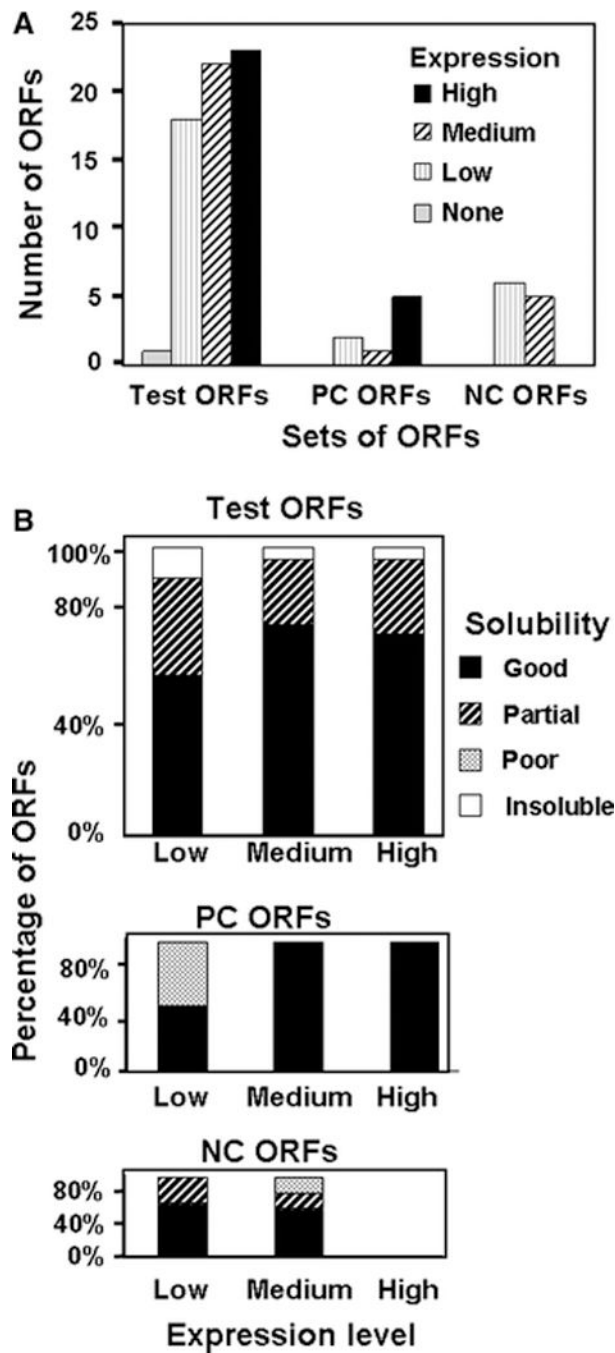 A
Number of ORFs
25
20
15
10
5
0
Expression
High
Medium
Low
None
Test ORFs PC ORFs NC ORFs
Sets of ORFs
B
Test ORFs
Percentage of ORFs
100%
80%
40%
0%
Low Medium High
Solubility
Good
Partial
Poor
Insoluble
PC ORFs
80%
40%
0%
Low Medium High
NC ORFs
80%
40%
0%
Low Medium High
Expression level